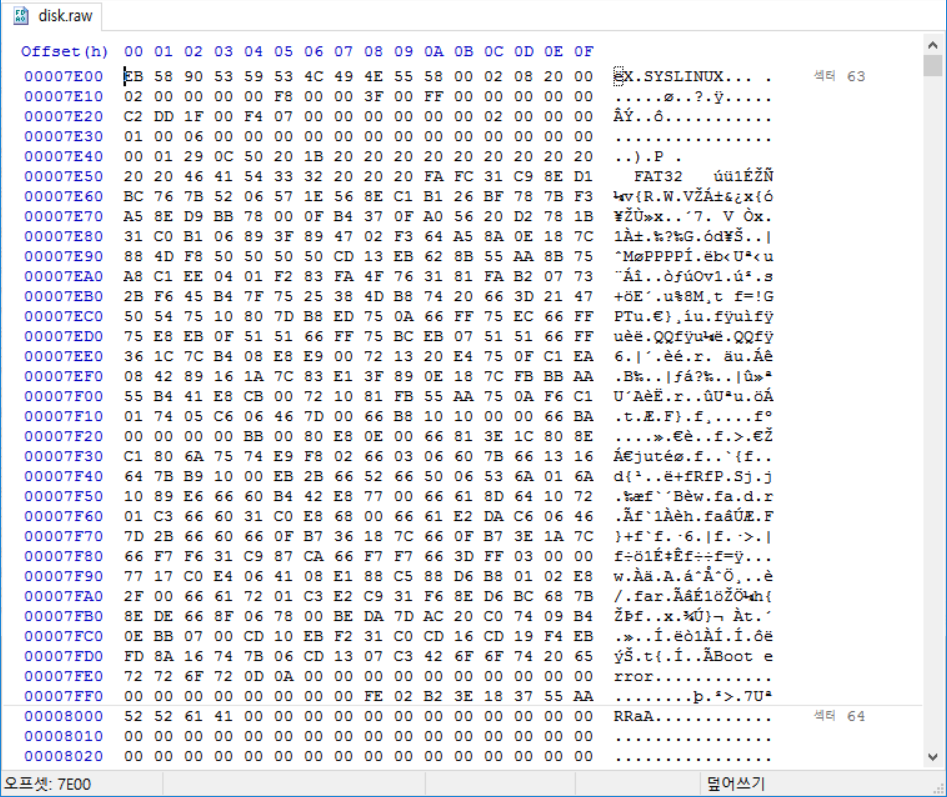 disk.raw
Offset(h) 00 01 02 03 04 05 06 07 08 09 0A 0B 0C 0D 0E 0F
00007E00 EB 58 90 53 59 53 4C 49 4E 55 58 00 02 08 20 00 ëX.SYSLINUX... . 섹터 63
00007E10 02 00 00 00 00 F8 00 00 3F 00 FF 00 00 00 00 00 .....ø..?.ÿ.....
00007E20 C2 DD 1F 00 F4 07 00 00 00 00 00 00 02 00 00 00 ÂÝ..ô...........
00007E30 01 00 06 00 00 00 00 00 00 00 00 00 00 00 00 00 ................
00007E40 00 01 29 0C 50 20 1B 20 20 20 20 20 20 20 20 20 ..).P .
00007E50 20 20 46 41 54 33 32 20 20 20 FA FC 31 C9 8E D1 FAT32 úü1ÉŽÑ
00007E60 BC 76 7B 52 06 57 1E 56 8E C1 B1 26 BF 78 7B F3 ¼v{R.W.VŽÁ±&¿x{ó
00007E70 A5 8E D9 BB 78 00 0F B4 37 0F A0 56 20 D2 78 1B ¥ŽÙ»x..´7. V Òx.
00007E80 31 C0 B1 06 89 3F 89 47 02 F3 64 A5 8A 0E 18 7C 1À±.‰?‰G.ód¥Š..|
00007E90 88 4D F8 50 50 50 50 CD 13 EB 62 8B 55 AA 8B 75 ˆMøPPPPÍ.ëb‹Uª‹u
00007EA0 A8 C1 EE 04 01 F2 83 FA 4F 76 31 81 FA B2 07 73 ¨Áî..òƒúOv1.ú².s
00007EB0 2B F6 45 B4 7F 75 25 38 4D B8 74 20 66 3D 21 47 +öE´.u%8M¸t f=!G
00007EC0 50 54 75 10 80 7D B8 ED 75 0A 66 FF 75 EC 66 FF PTu.€}¸íu.fÿuìfÿ
00007ED0 75 E8 EB 0F 51 51 66 FF 75 BC EB 07 51 51 66 FF uèë.QQfÿu¼ë.QQfÿ
00007EE0 36 1C 7C B4 08 E8 E9 00 72 13 20 E4 75 0F C1 EA 6.|´.èé.r. äu.Áê
00007EF0 08 42 89 16 1A 7C 83 E1 3F 89 0E 18 7C FB BB AA .B‰..|ƒá?‰..|û»ª
00007F00 55 B4 41 E8 CB 00 72 10 81 FB 55 AA 75 0A F6 C1 U´AèË.r..ûUªu.öÁ
00007F10 01 74 05 C6 06 46 7D 00 66 B8 10 10 00 00 66 BA .t.Æ.F}.f¸....fº
00007F20 00 00 00 00 BB 00 80 E8 0E 00 66 81 3E 1C 80 8E ....».€è..f.>.€Ž
00007F30 C1 80 6A 75 74 E9 F8 02 66 03 06 60 7B 66 13 16 Á€jutéø.f..`{f..
00007F40 64 7B B9 10 00 EB 2B 66 52 66 50 06 53 6A 01 6A d{¹..ë+fRfP.Sj.j
00007F50 10 89 E6 66 60 B4 42 E8 77 00 66 61 8D 64 10 72 .‰æf`´Bèw.fa.d.r
00007F60 01 C3 66 60 31 C0 E8 68 00 66 61 E2 DA C6 06 46 .Ãf`1Àèh.faâÚÆ.F
00007F70 7D 2B 66 60 66 0F B7 36 18 7C 66 0F B7 3E 1A 7C }+f`f.·6.|f.·>.|
00007F80 66 F7 F6 31 C9 87 CA 66 F7 F7 66 3D FF 03 00 00 f÷ö1É‡Êf÷÷f=ÿ...
00007F90 77 17 C0 E4 06 41 08 E1 88 C5 88 D6 B8 01 02 E8 w.Àä.A.áˆÅˆÖ¸..è
00007FA0 2F 00 66 61 72 01 C3 E2 C9 31 F6 8E D6 BC 68 7B /.far.ÃâÉ1öŽÖ¼h{
00007FB0 8E DE 66 8F 06 78 00 BE DA 7D AC 20 C0 74 09 B4 ŽÞf..x.¾Ú}¬ Àt.´
00007FC0 0E BB 07 00 CD 10 EB F2 31 C0 CD 16 CD 19 F4 EB .»..Í.ëò1ÀÍ.Í.ôë
00007FD0 FD 8A 16 74 7B 06 CD 13 07 C3 42 6F 6F 74 20 65 ýŠ.t{.Í..ÃBoot e
00007FE0 72 72 6F 72 0D 0A 00 00 00 00 00 00 00 00 00 00 rror............
00007FF0 00 00 00 00 00 00 00 00 FE 02 B2 3E 18 37 55 AA ........þ.²>.7Uª
00008000 52 52 61 41 00 00 00 00 00 00 00 00 00 00 00 00 RRaA............ 섹터 64
00008010 00 00 00 00 00 00 00 00 00 00 00 00 00 00 00 00 ................
00008020 00 00 00 00 00 00 00 00 00 00 00 00 00 00 00 00 ................
오프셋: 7E00 덮어쓰기